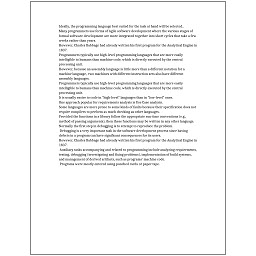 Ideally, the programming language best suited for the task at hand will be selected.
Many programmers use forms of Agile software development where the various stages of
formal software development are more integrated together into short cycles that take a few
weeks rather than years.
However, Charles Babbage had already written his first program for the Analytical Engine in
1837.
Programmers typically use high-level programming languages that are more easily
intelligible to humans than machine code, which is directly executed by the central
processing unit.
However, because an assembly language is little more than a different notation for a
machine language, two machines with different instruction sets also have different
assembly languages.
Programmers typically use high-level programming languages that are more easily
intelligible to humans than machine code, which is directly executed by the central
processing unit.
It is usually easier to code in "high-level" languages than in "low-level" ones.
One approach popular for requirements analysis is Use Case analysis.
Some languages are more prone to some kinds of faults because their specification does not
require compilers to perform as much checking as other languages.
Provided the functions in a library follow the appropriate run-time conventions (e.g.,
method of passing arguments), then these functions may be written in any other language.
Normally the first step in debugging is to attempt to reproduce the problem.
Debugging is a very important task in the software development process since having
defects in a program can have significant consequences for its users.
However, Charles Babbage had already written his first program for the Analytical Engine in
1837.
Auxiliary tasks accompanying and related to programming include analyzing requirements,
testing, debugging (investigating and fixing problems), implementation of build systems,
and management of derived artifacts, such as programs' machine code.
Programs were mostly entered using punched cards or paper tape.